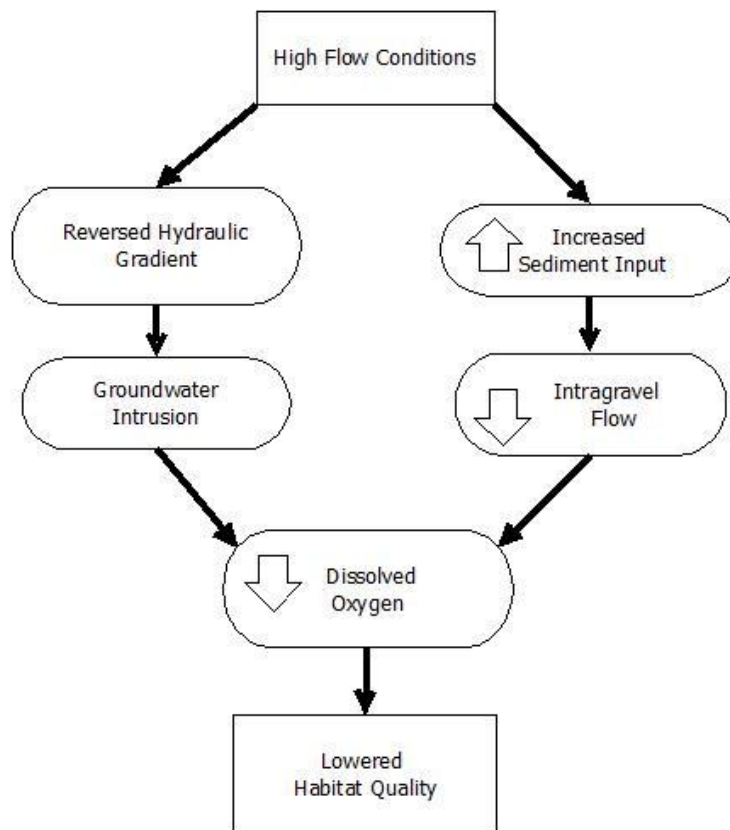 High Flow Conditions
Reversed Hydraulic
Gradient
Increased
Sediment Input
Groundwater
Intrusion
Intragravel
Flow
Dissolved
Oxygen
Lowered
Habitat Quality